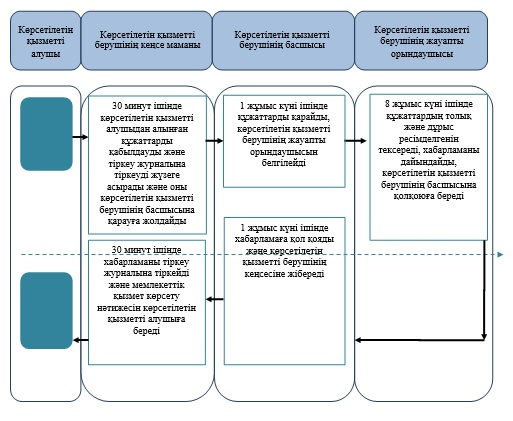 Көрсетілетін
қызметті
алушы
Көрсетілетін қызметті
берушінің кеңсе маманы
Көрсетілетін қызметті
берушінің басшысы
Көрсетілетін қызметті
берушінің жауапты
орындаушысы
30 минут ішінде
көрсетілетін қызметті
алушыдан алынған
құжаттарды
қабылдауды және
тіркеу журналына
тіркеуді жүзеге
асырады және оны
көрсетілетін қызметті
берушінің басшысына
қарауға жолдайды
1 жұмыс күні ішінде
құжаттарды қарайды,
көрсетілетін қызметті
берушінің жауапты
орындаушысын
белгілейді
8 жұмыс күні ішінде
құжаттардың толық
және дұрыс
ресімделгенін
тексереді, хабарламаны
дайындайды,
көрсетілетін қызметті
берушінің басшысына
қолқоюға береді
1 жұмыс күні ішінде
хабарламаға қол қояды
және көрсетілетін
қызметті берушінің
кеңсесіне жібереді
30 минут ішінде
хабарламаны тіркеу
журналына тіркейді
және мемлекеттік
қызмет көрсету
нәтижесін көрсетілетін
қызметті алушыға
береді